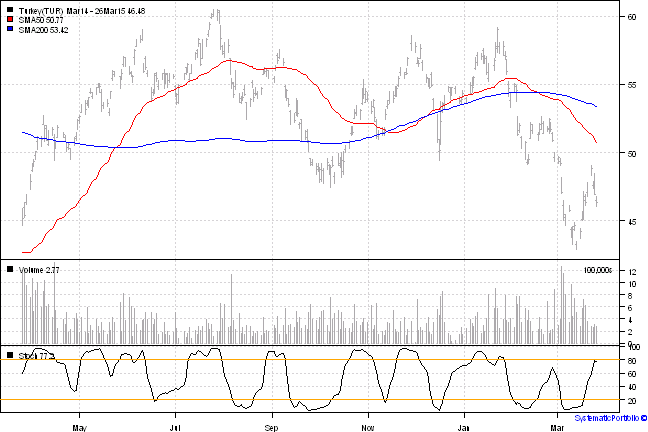 Turkey(TUR) Mar14 - 26Mar15 46.48
SMA50 50.77
SMA200 53.42
60
55
50
45
Volume 2.77
100,000s
12
10
8
6
4
2
0
Stoch 77.2
100
80
60
40
20
May
Jul
Sep
Nov
Jan
Mar
SystematicPortfolio ©